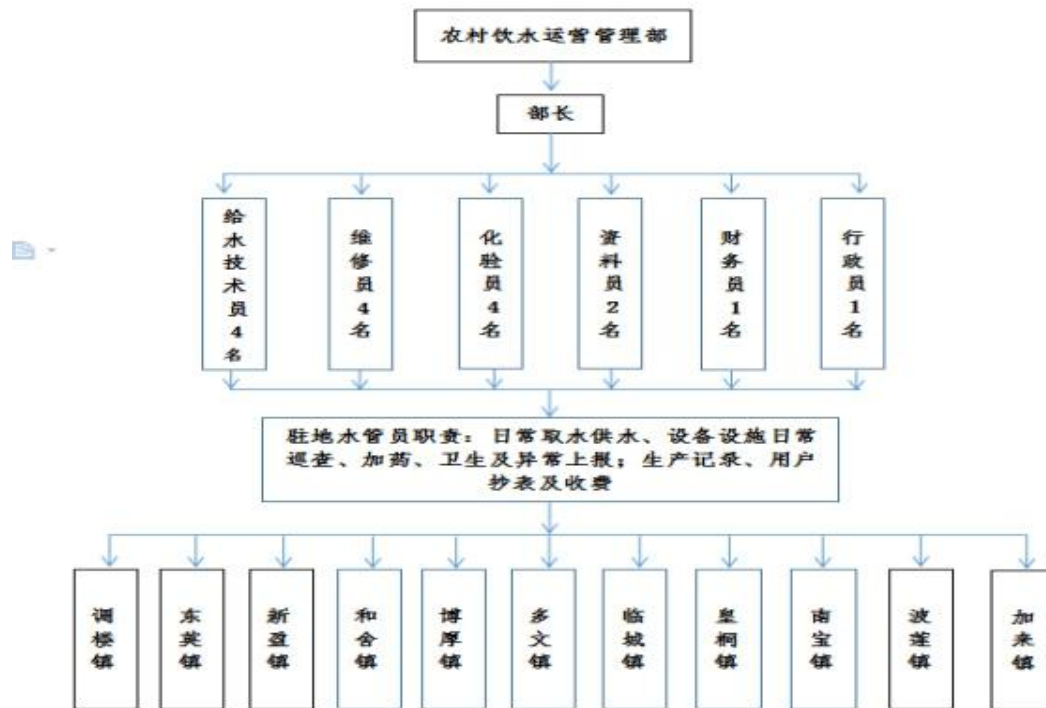 农村饮水运营管理部
部长
给水技术员4名
维修员4名
化验员4名
资料员2名
财务员1名
行政员1名
驻地水管员职责：日常取水供水、设备设施日常
巡查、加药、卫生及异常上报；生产记录、用户
抄表及收费
调楼镇
东英镇
新盈镇
和舍镇
博厚镇
多文镇
临城镇
皇桐镇
南宝镇
波莲镇
加来镇